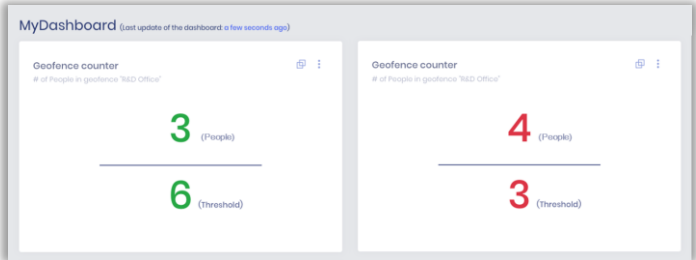 MyDashboard (Last update of the dashboard: a few seconds ago)
Geofence counter
# of People in geofence "R&D Office"
3 (People)
6 (Threshold)
Geofence counter
# of People in geofence "R&D Office"
4 (People)
3 (Threshold)